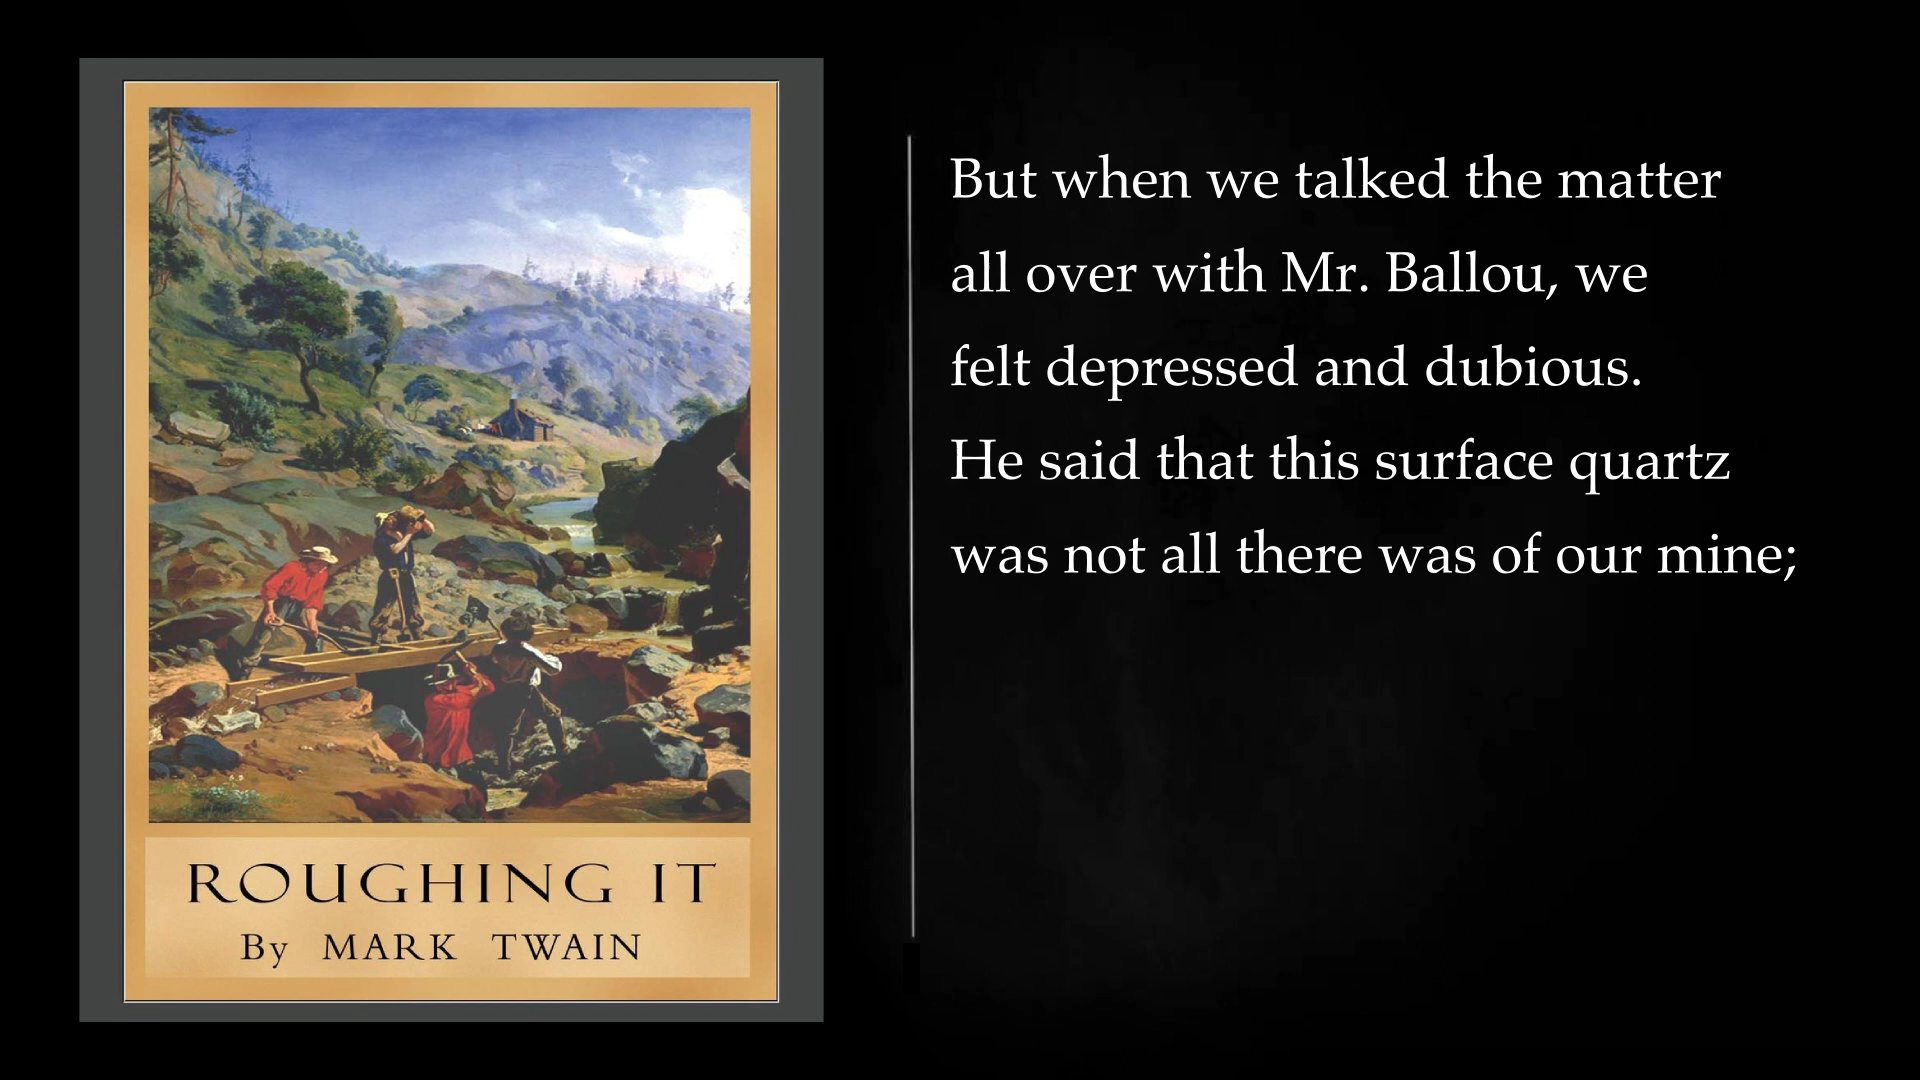 ROUGHING IT
By MARK TWAIN
But when we talked the matter
all over with Mr. Ballou, we
felt depressed and dubious.
He said that this surface quartz
was not all there was of our mine;